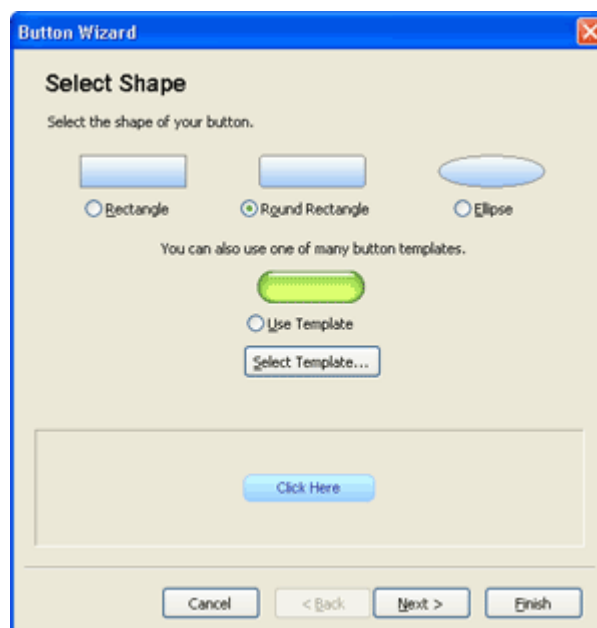 Button Wizard
Select Shape
Select the shape of your button.
Rectangle Round Rectangle Ellipse
You can also use one of many button templates.
Use Template
Select Template...
Click Here
Cancel < Back Next > Finish